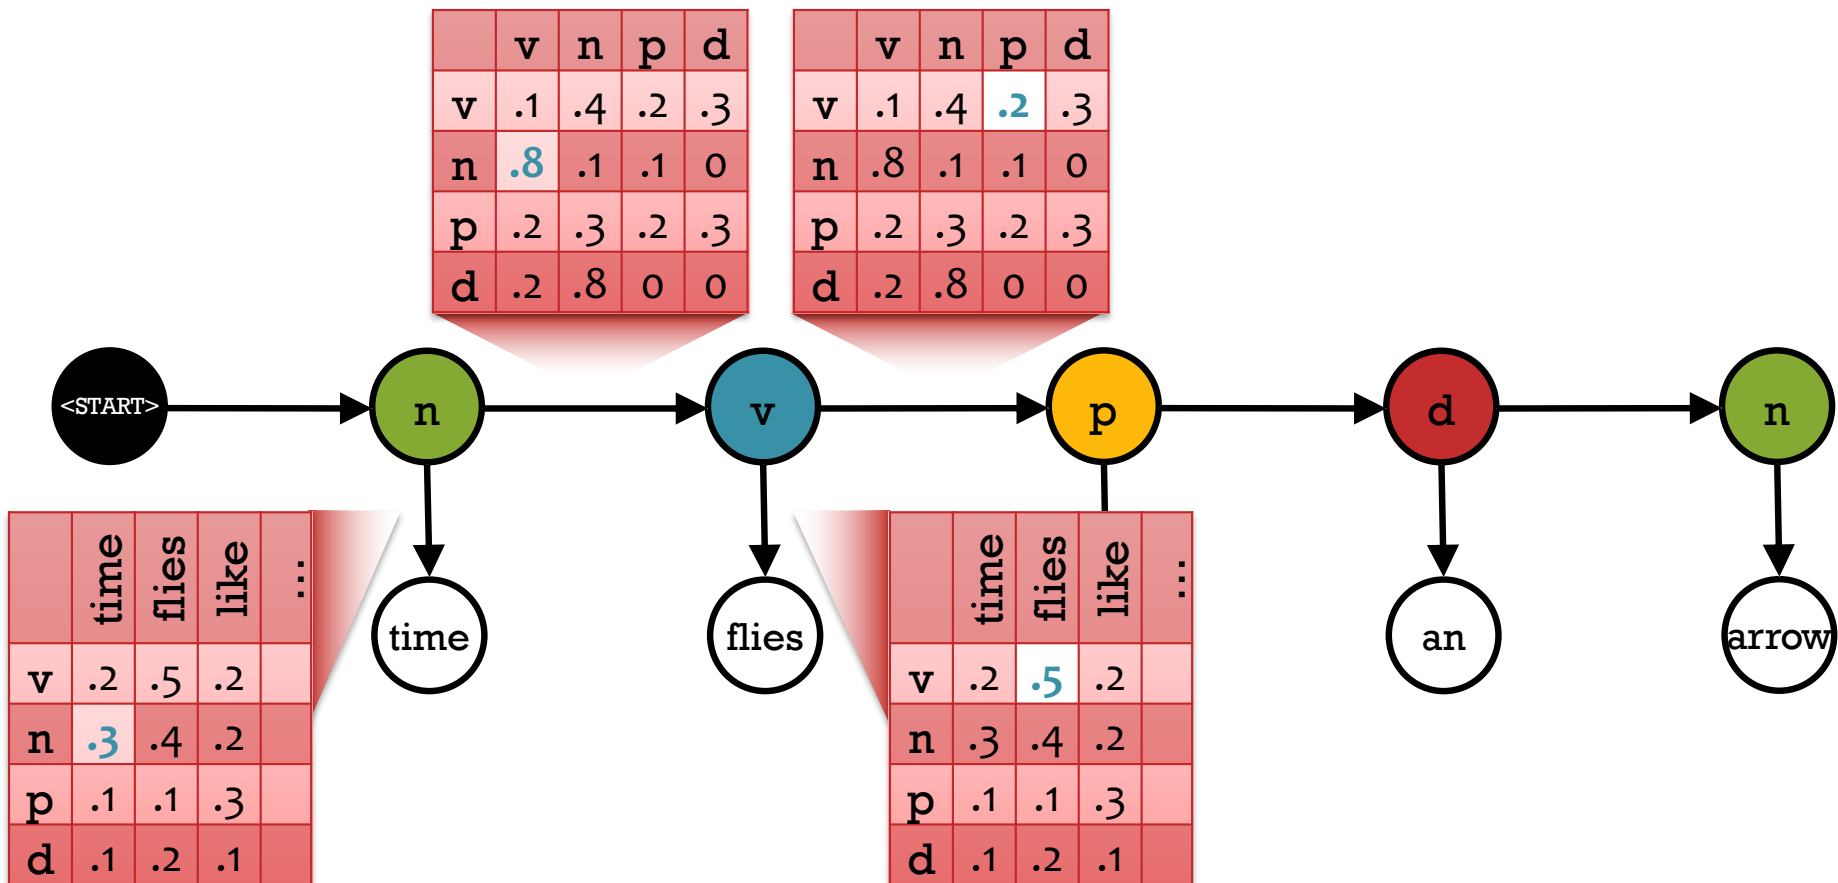 v n p d
v .1 .4 .2 .3
n .8 .1 .1 0
p .2 .3 .2 .3
d .2 .8 0 0
v n p d
v .1 .4 .2 .3
n .8 .1 .1 0
p .2 .3 .2 .3
d .2 .8 0 0
<START> n v p d n
time flies like ...
v .2 .5 .2
n .3 .4 .2
p .1 .1 .3
d .1 .2 .1
time flies
time flies like ...
v .2 .5 .2
n .3 .4 .2
p .1 .1 .3
d .1 .2 .1
an arrow